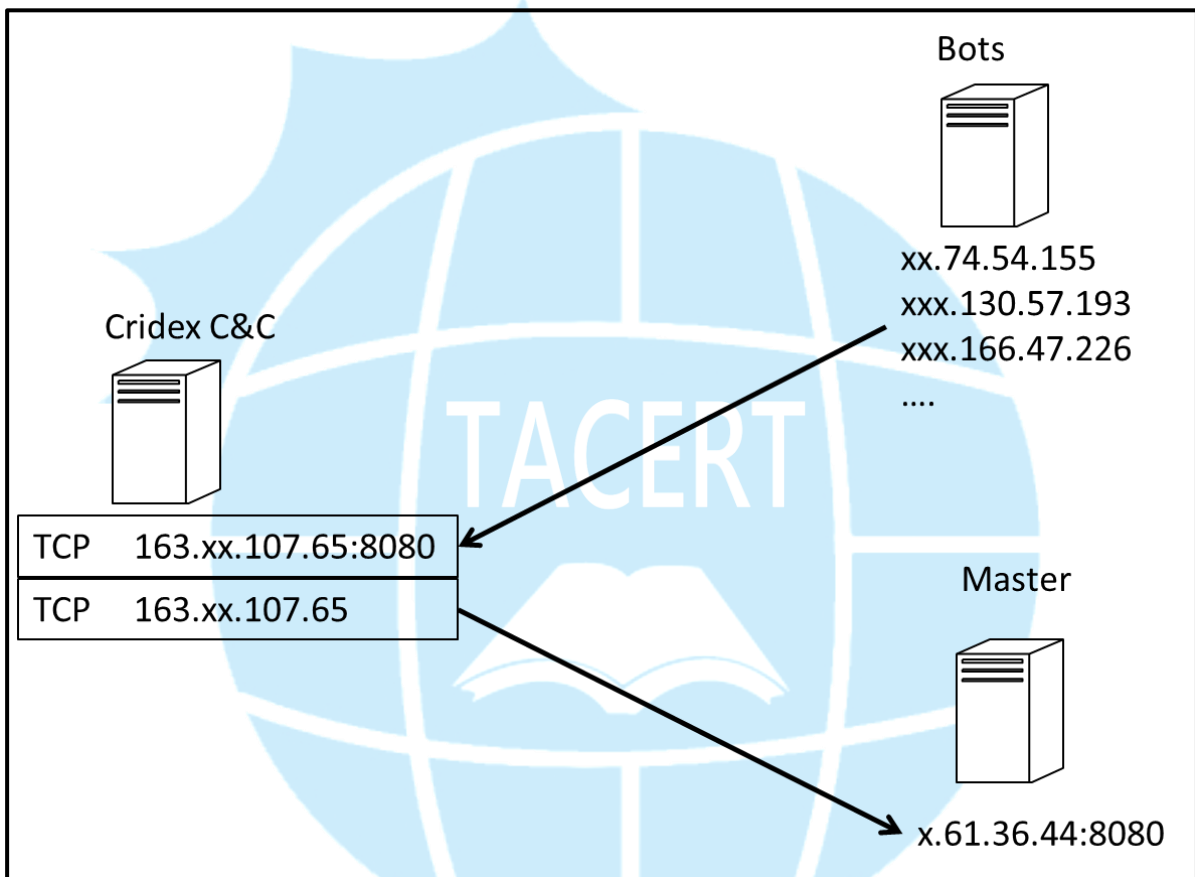 Bots
xx.74.54.155
xxx.130.57.193
xxx.166.47.226
....
Cridex C&C
TACERT
TCP 163.xx.107.65:8080
TCP 163.xx.107.65
Master
x.61.36.44:8080